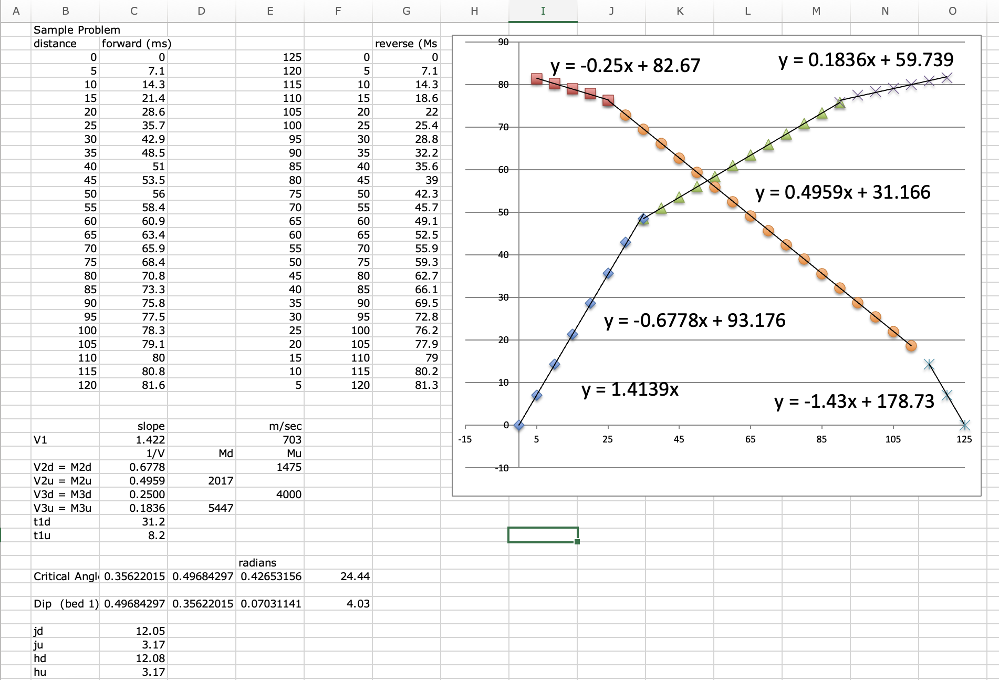 A B C D E F G H I J K L M N O
Sample Problem
distance forward (ms) reverse (Ms
0 0 125 0 0
5 7.1 120 5 7.1
10 14.3 115 10 14.3
15 21.4 110 15 18.6
20 28.6 105 20 22
25 35.7 100 25 25.4
30 42.9 95 30 28.8
35 48.5 90 35 32.2
40 51 85 40 35.6
45 53.5 80 45 39
50 56 75 50 42.3
55 58.4 70 55 45.7
60 60.9 65 60 49.1
65 63.4 60 65 52.5
70 65.9 55 70 55.9
75 68.4 50 75 59.3
80 70.8 45 80 62.7
85 73.3 40 85 66.1
90 75.8 35 90 69.5
95 77.5 30 95 72.8
100 78.3 25 100 76.2
105 79.1 20 105 77.9
110 80 15 110 79
115 80.8 10 115 80.2
120 81.6 5 120 81.3
slope m/sec
V1 1.422 703
1/V Md Mu
V2d = M2d 0.6778 1475
V2u = M2u 0.4959 2017
V3d = M3d 0.2500 4000
V3u = M3u 0.1836 5447
t1d 31.2
t1u 8.2
radians
Critical Angl 0.35622015 0.49684297 0.42653156 24.44
Dip (bed 1) 0.49684297 0.35622015 0.07031141 4.03
jd 12.05
ju 3.17
hd 12.08
hu 3.17
90
y = -0.25x + 82.67
y = 0.1836x + 59.739
80
70
60
y = 0.4959x + 31.166
50
40
30
y = -0.6778x + 93.176
20
10
y = 1.4139x
y = -1.43x + 178.73
0
-15 5 25 45 65 85 105 125
-10